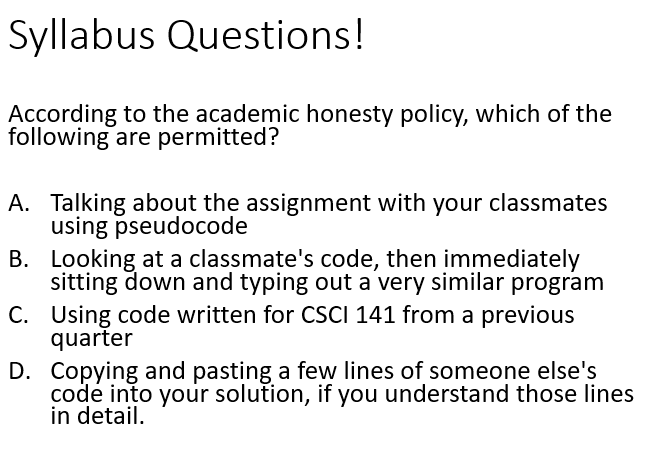 Syllabus Questions!
According to the academic honesty policy, which of the
following are permitted?
A. Talking about the assignment with your classmates
using pseudocode
B. Looking at a classmate's code, then immediately
sitting down and typing out a very similar program
C. Using code written for CSCI 141 from a previous
quarter
D. Copying and pasting a few lines of someone else's
code into your solution, if you understand those lines
in detail.